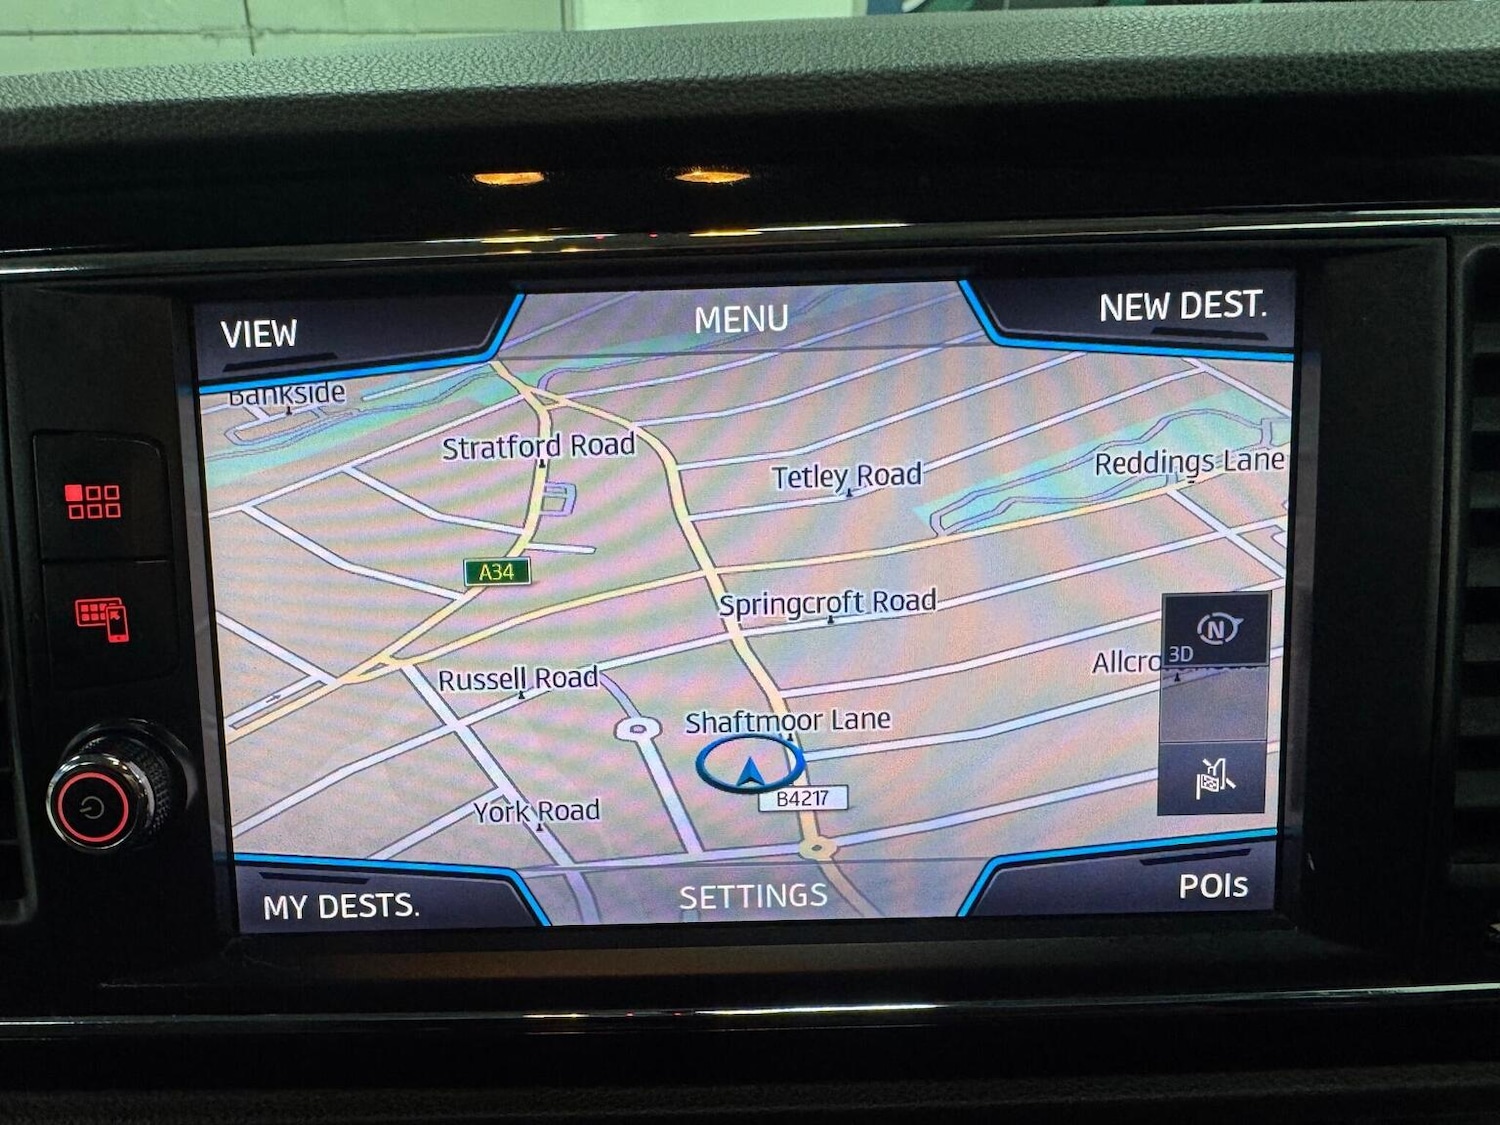 VIEW
MENU
NEW DEST.
Bankside
Stratford Road
Tetley Road
Reddings Lane
A34
Springcroft Road
N
3D
Russell Road
Shaftmoor Lane
B4217
York Road
MY DESTS.
SETTINGS
POIs